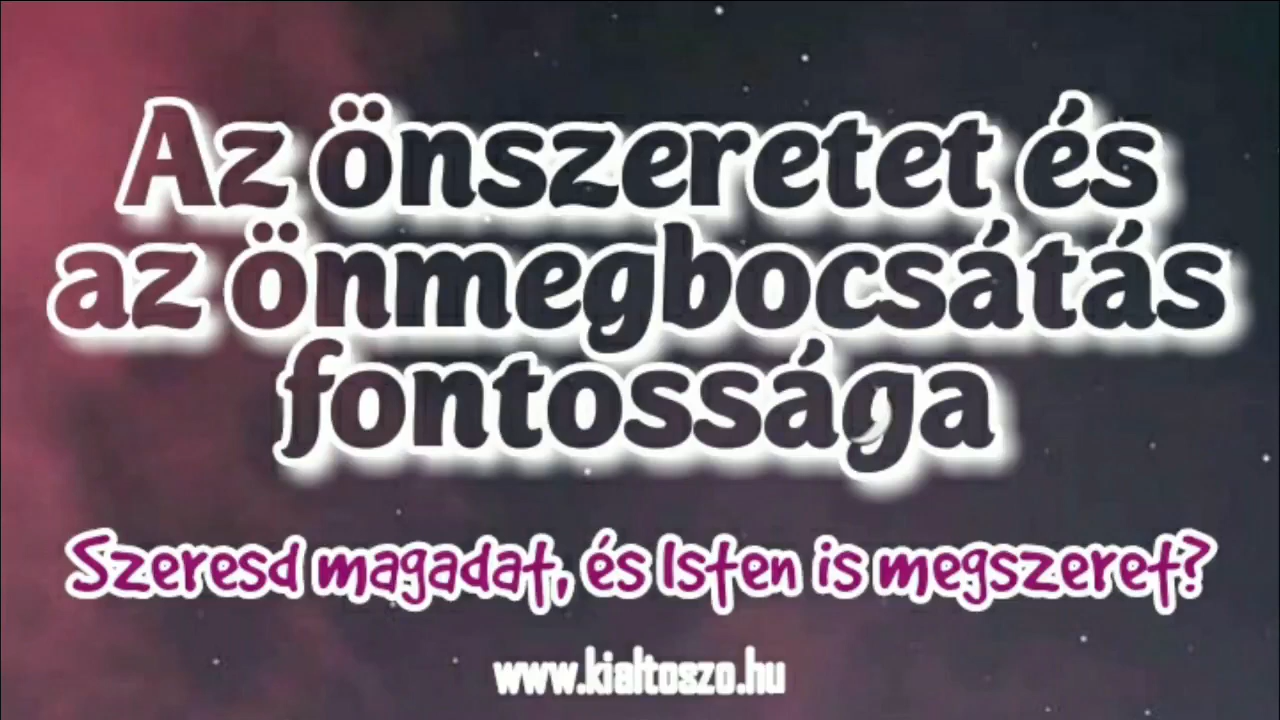 Az önszeretet és
az önmegbocsátás
fontossága
Szeresd magadat, és Isten is megszeret?
www.kialtoszo.hu